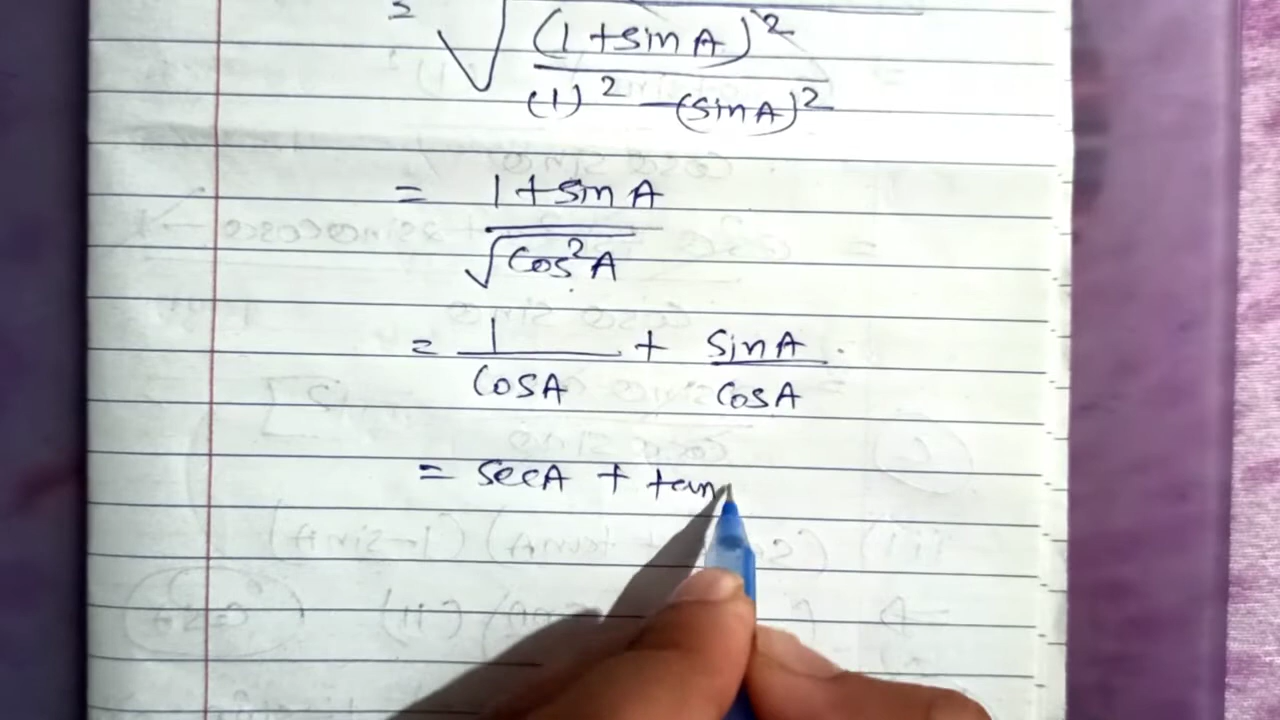 = √ (1+sinA)²
(1)² - (sinA)²
= 1+sinA
√cos²A
= 1 + sinA
cosA cosA
= secA + tan